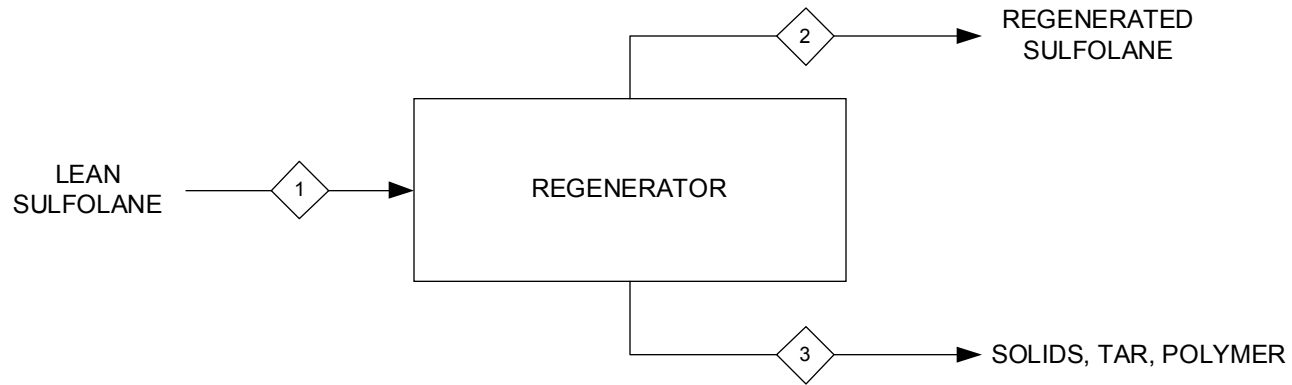 REGENERATED
SULFOLANE
2
LEAN
SULFOLANE
1
REGENERATOR
3
SOLIDS, TAR, POLYMER